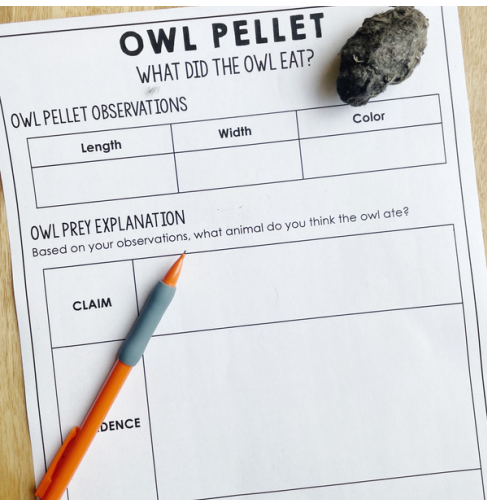 OWL PELLET
WHAT DID THE OWL EAT?
OWL PELLET OBSERVATIONS
Length Width Color
OWL PREY EXPLANATION
Based on your observations, what animal do you think the owl ate?
CLAIM
DENCE